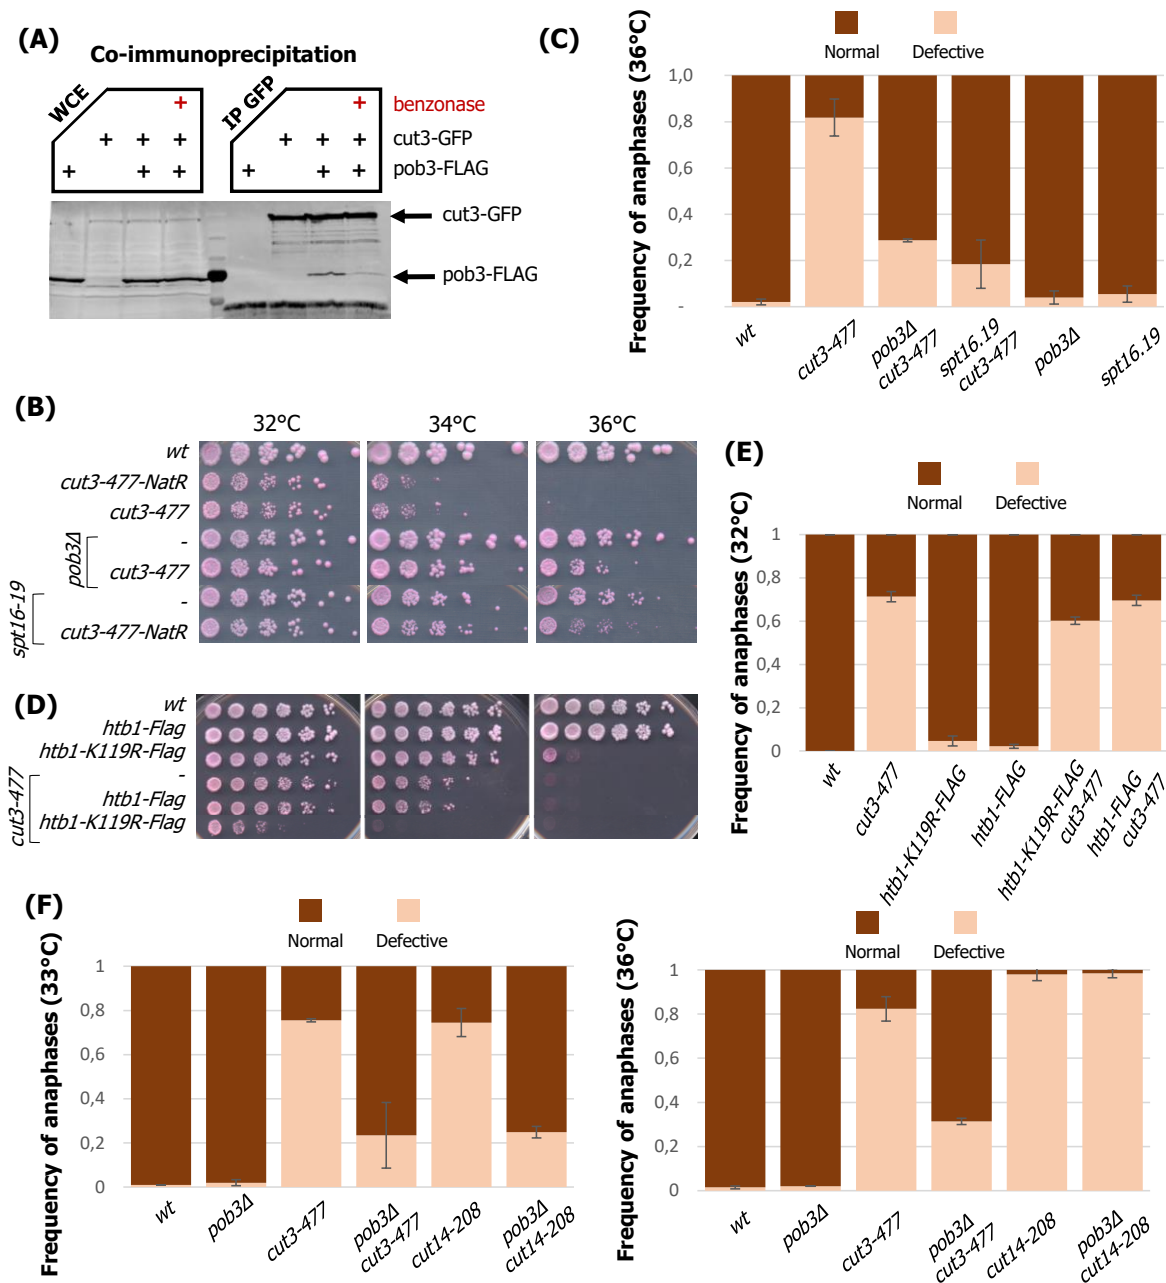 (A)
Co-immunoprecipitation
WCE
IP GFP
+ + benzonase
+ + + + + + cut3-GFP
+ + + + + + pob3-FLAG
cut3-GFP
pob3-FLAG
(B)
32°C 34°C 36°C
wt
cut3-477-NatR
cut3-477
pob3Δ
-
cut3-477
spt16-19
-
cut3-477-NatR
(C)
Normal Defective
Frequency of anaphases (36°C)
1,0
0,8
0,6
0,4
0,2
-
wt
cut3-477
pob3Δ
cut3-477
spt16.19
cut3-477
pob3Δ
spt16.19
(D)
wt
htb1-Flag
htb1-K119R-Flag
cut3-477
-
htb1-Flag
htb1-K119R-Flag
(E)
Normal Defective
Frequency of anaphases (32°C)
1
0,8
0,6
0,4
0,2
0
wt
cut3-477
htb1-K119R-FLAG
htb1-FLAG
htb1-K119R-FLAG
cut3-477
htb1-FLAG
cut3-477
(F)
Normal Defective
Frequency of anaphases (33°C)
1
0,8
0,6
0,4
0,2
0
wt
pob3Δ
cut3-477
pob3Δ
cut3-477
cut14-208
pob3Δ
cut14-208
Normal Defective
Frequency of anaphases (36°C)
1
0,8
0,6
0,4
0,2
0
wt
pob3Δ
cut3-477
pob3Δ
cut3-477
cut14-208
pob3Δ
cut14-208